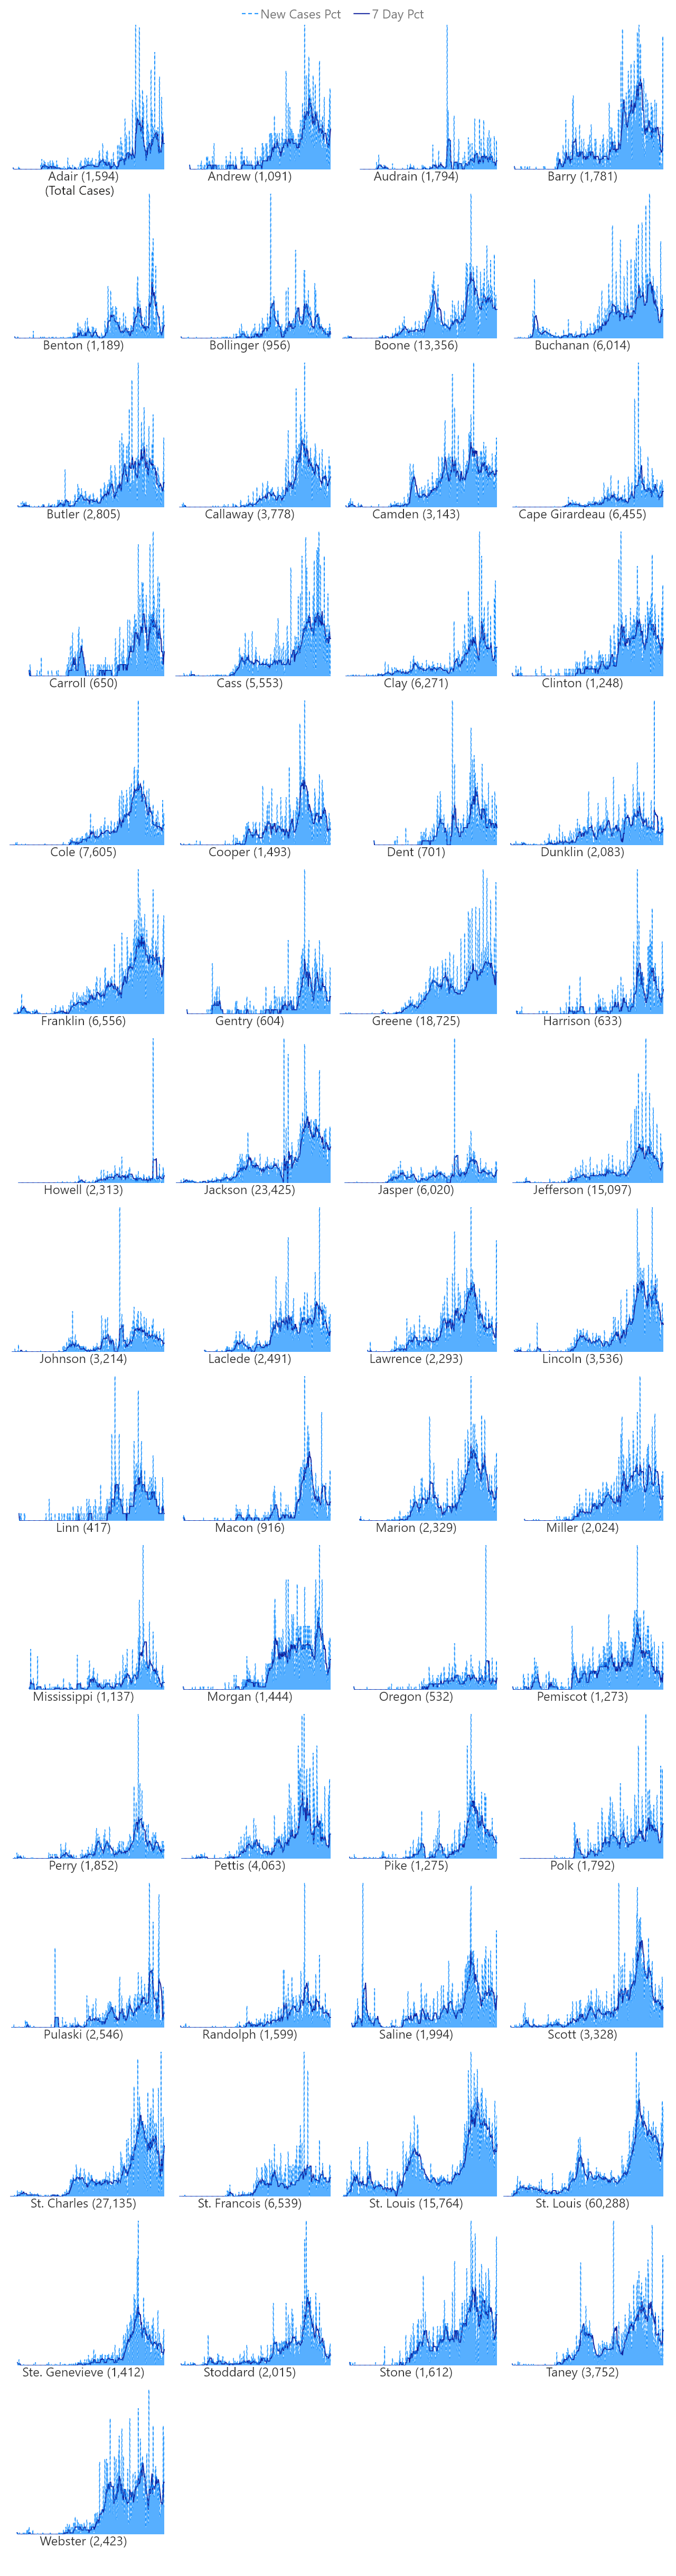 New Cases Pct 7 Day Pct
Adair (1,594) Andrew (1,091) Audrain (1,794) Barry (1,781)
(Total Cases)
Benton (1,189) Bollinger (956) Boone (13,356) Buchanan (6,014)
Butler (2,805) Callaway (3,778) Camden (3,143) Cape Girardeau (6,455)
Carroll (650) Cass (5,553) Clay (6,271) Clinton (1,248)
Cole (7,605) Cooper (1,493) Dent (701) Dunklin (2,083)
Franklin (6,556) Gentry (604) Greene (18,725) Harrison (633)
Howell (2,313) Jackson (23,425) Jasper (6,020) Jefferson (15,097)
Johnson (3,214) Laclede (2,491) Lawrence (2,293) Lincoln (3,536)
Linn (417) Macon (916) Marion (2,329) Miller (2,024)
Mississippi (1,137) Morgan (1,444) Oregon (532) Pemiscot (1,273)
Perry (1,852) Pettis (4,063) Pike (1,275) Polk (1,792)
Pulaski (2,546) Randolph (1,599) Saline (1,994) Scott (3,328)
St. Charles (27,135) St. Francois (6,539) St. Louis (15,764) St. Louis (60,288)
Ste. Genevieve (1,412) Stoddard (2,015) Stone (1,612) Taney (3,752)
Webster (2,423)